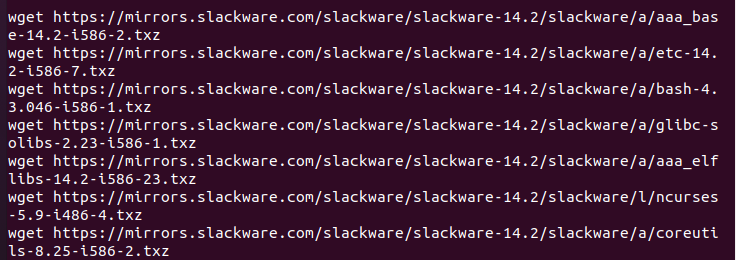 wget https://mirrors.slackware.com/slackware/slackware-14.2/slackware/a/aaa_bas
e-14.2-i586-2.txz
wget https://mirrors.slackware.com/slackware/slackware-14.2/slackware/a/etc-14.
2-i586-7.txz
wget https://mirrors.slackware.com/slackware/slackware-14.2/slackware/a/bash-4.
3.046-i586-1.txz
wget https://mirrors.slackware.com/slackware/slackware-14.2/slackware/a/glibc-s
olibs-2.23-i586-1.txz
wget https://mirrors.slackware.com/slackware/slackware-14.2/slackware/a/aaa_elf
libs-14.2-i586-23.txz
wget https://mirrors.slackware.com/slackware/slackware-14.2/slackware/l/ncurses
-5.9-i486-4.txz
wget https://mirrors.slackware.com/slackware/slackware-14.2/slackware/a/coreuti
ls-8.25-i586-2.txz